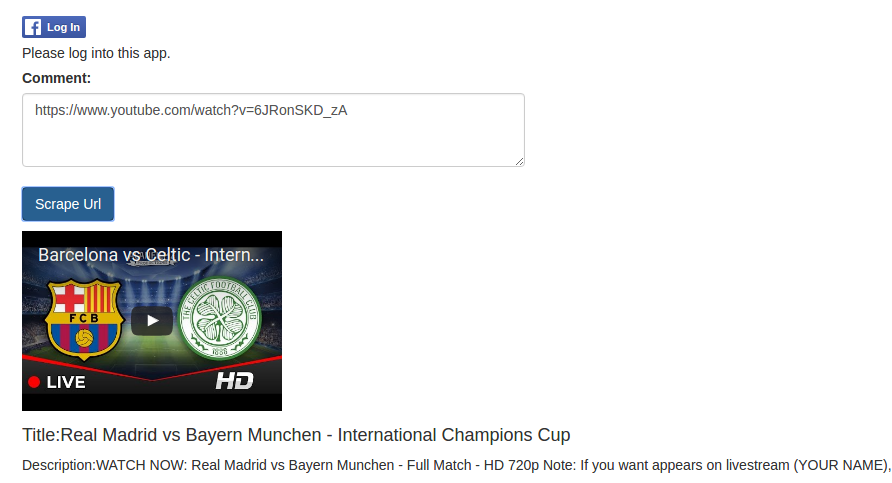 Log In
Please log into this app.
Comment:
https://www.youtube.com/watch?v=6JRonSKD_zA
Scrape Url
Barcelona vs Celtic - Intern...
FCB
THE CELTIC FOOTBALL CLUB
1888
LIVE
HD
Title:Real Madrid vs Bayern Munchen - International Champions Cup
Description:WATCH NOW: Real Madrid vs Bayern Munchen - Full Match - HD 720p Note: If you want appears on livestream (YOUR NAME),